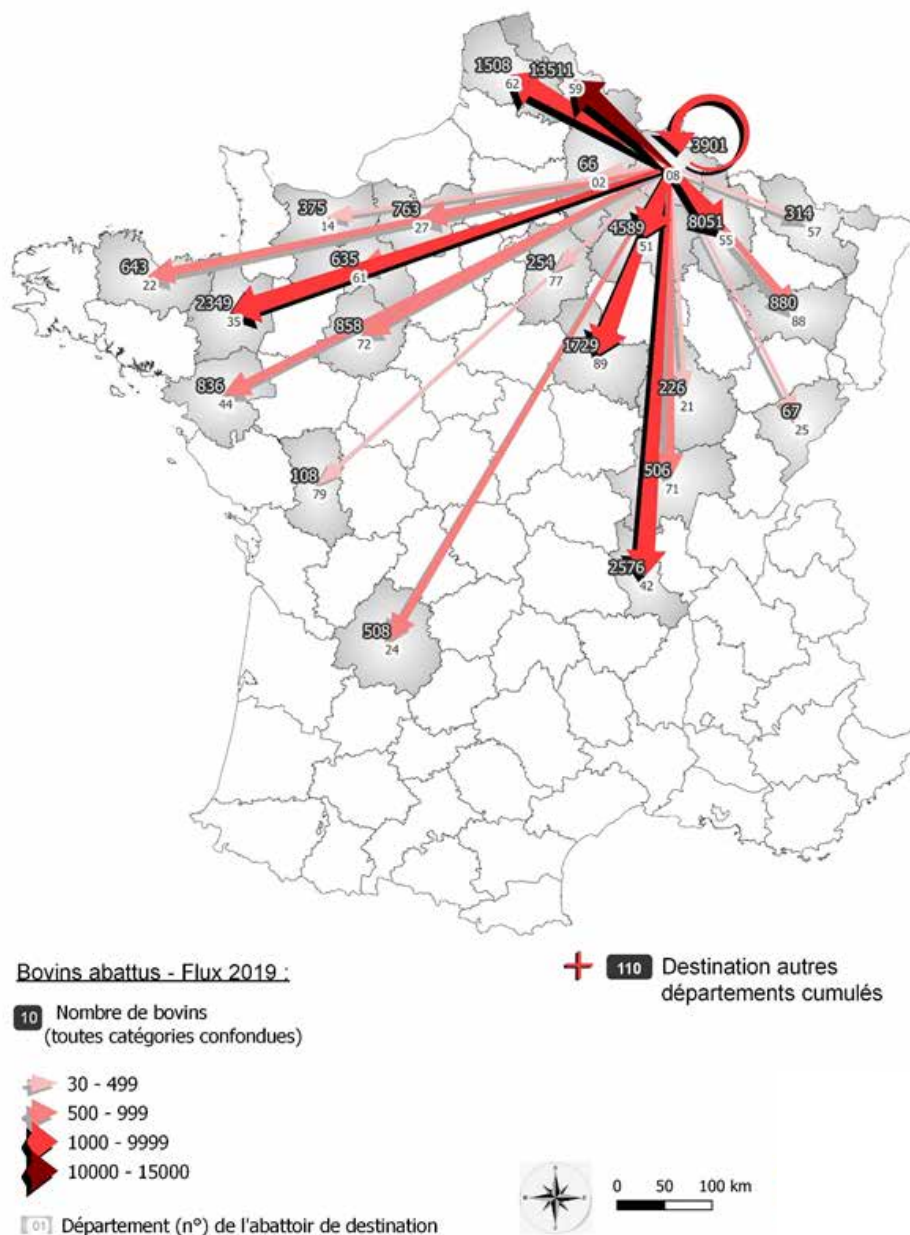 1508 13511
62 59
3901
66
08
02
375 763
14 27
314
57
4589 8051
51 55
643 635 254
22 61 77
2349 880
35 88
858 1729
72 89
836 226 67
44 21 25
108 506
79 71
2576
42
508
24
Bovins abattus - Flux 2019 :
10 Nombre de bovins
(toutes catégories confondues)
30 - 499
500 - 999
1000 - 9999
10000 - 15000
01 Département (n°) de l'abattoir de destination
110 Destination autres
départements cumulés
0 50 100 km